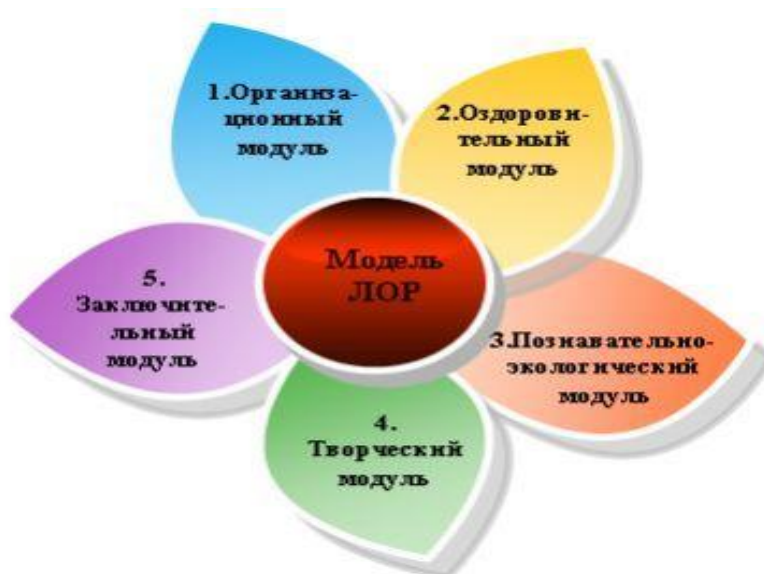 1.Организа-
ционный
модуль
2.Оздорови-
тельный
модуль
Модель
ЛОР
3.Познавательно-
экологический
модуль
4.
Творческий
модуль
5.
Заключите-
льный
модуль